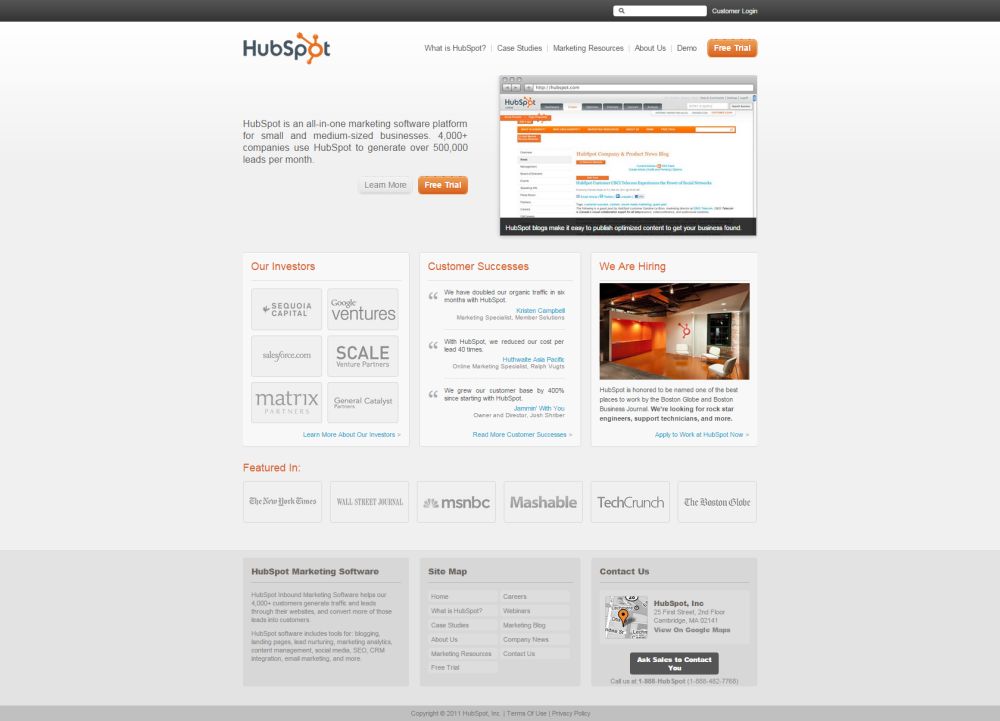 Customer Login
HubSpot
What is HubSpot? | Case Studies | Marketing Resources | About Us | Demo
Free Trial
HubSpot is an all-in-one marketing software platform
for small and medium-sized businesses. 4,000+
companies use HubSpot to generate over 500,000
leads per month.
Learn More
Free Trial
http://hubspot.com
HubSpot
HubSpot Company & Product News Blog
HubSpot blogs make it easy to publish optimized content to get your business found.
Our Investors
SEQUOIA
CAPITAL
Google
ventures
salesforce.com
SCALE
Venture Partners
matrix
PARTNERS
General Catalyst
Partners
Learn More About Our Investors >
Customer Successes
We have doubled our organic traffic in six
months with HubSpot.
Kristen Campbell
Marketing Specialist, Member Solutions
With HubSpot, we reduced our cost per
lead 40 times.
Huthwaite Asia Pacific
Online Marketing Specialist, Ralph Vugts
We grew our customer base by 400%
since starting with HubSpot.
Jammin' With You
Owner and Director, Josh Shriber
Read More Customer Successes >
We Are Hiring
HubSpot is honored to be named one of the best
places to work by the Boston Globe and Boston
Business Journal. We're looking for rock star
engineers, support technicians, and more.
Apply to Work at HubSpot Now >
Featured In:
The New York Times
WALL STREET JOURNAL
msnbc
Mashable
TechCrunch
The Boston Globe
HubSpot Marketing Software
HubSpot Inbound Marketing Software helps our
4,000+ customers generate traffic and leads
through their websites, and convert more of those
leads into customers.
HubSpot software includes tools for: blogging,
landing pages, lead nurturing, marketing analytics,
content management, social media, SEO, CRM
integration, email marketing, and more.
Site Map
Home
Careers
What is HubSpot?
Webinars
Case Studies
Marketing Blog
About Us
Company News
Marketing Resources
Contact Us
Free Trial
Contact Us
HubSpot, Inc
25 First Street, 2nd Floor
Cambridge, MA 02141
View On Google Maps
Ask Sales to Contact
You
Call us at 1-888-HubSpot (1-888-482-7768)
Copyright © 2011 HubSpot, Inc. | Terms Of Use | Privacy Policy